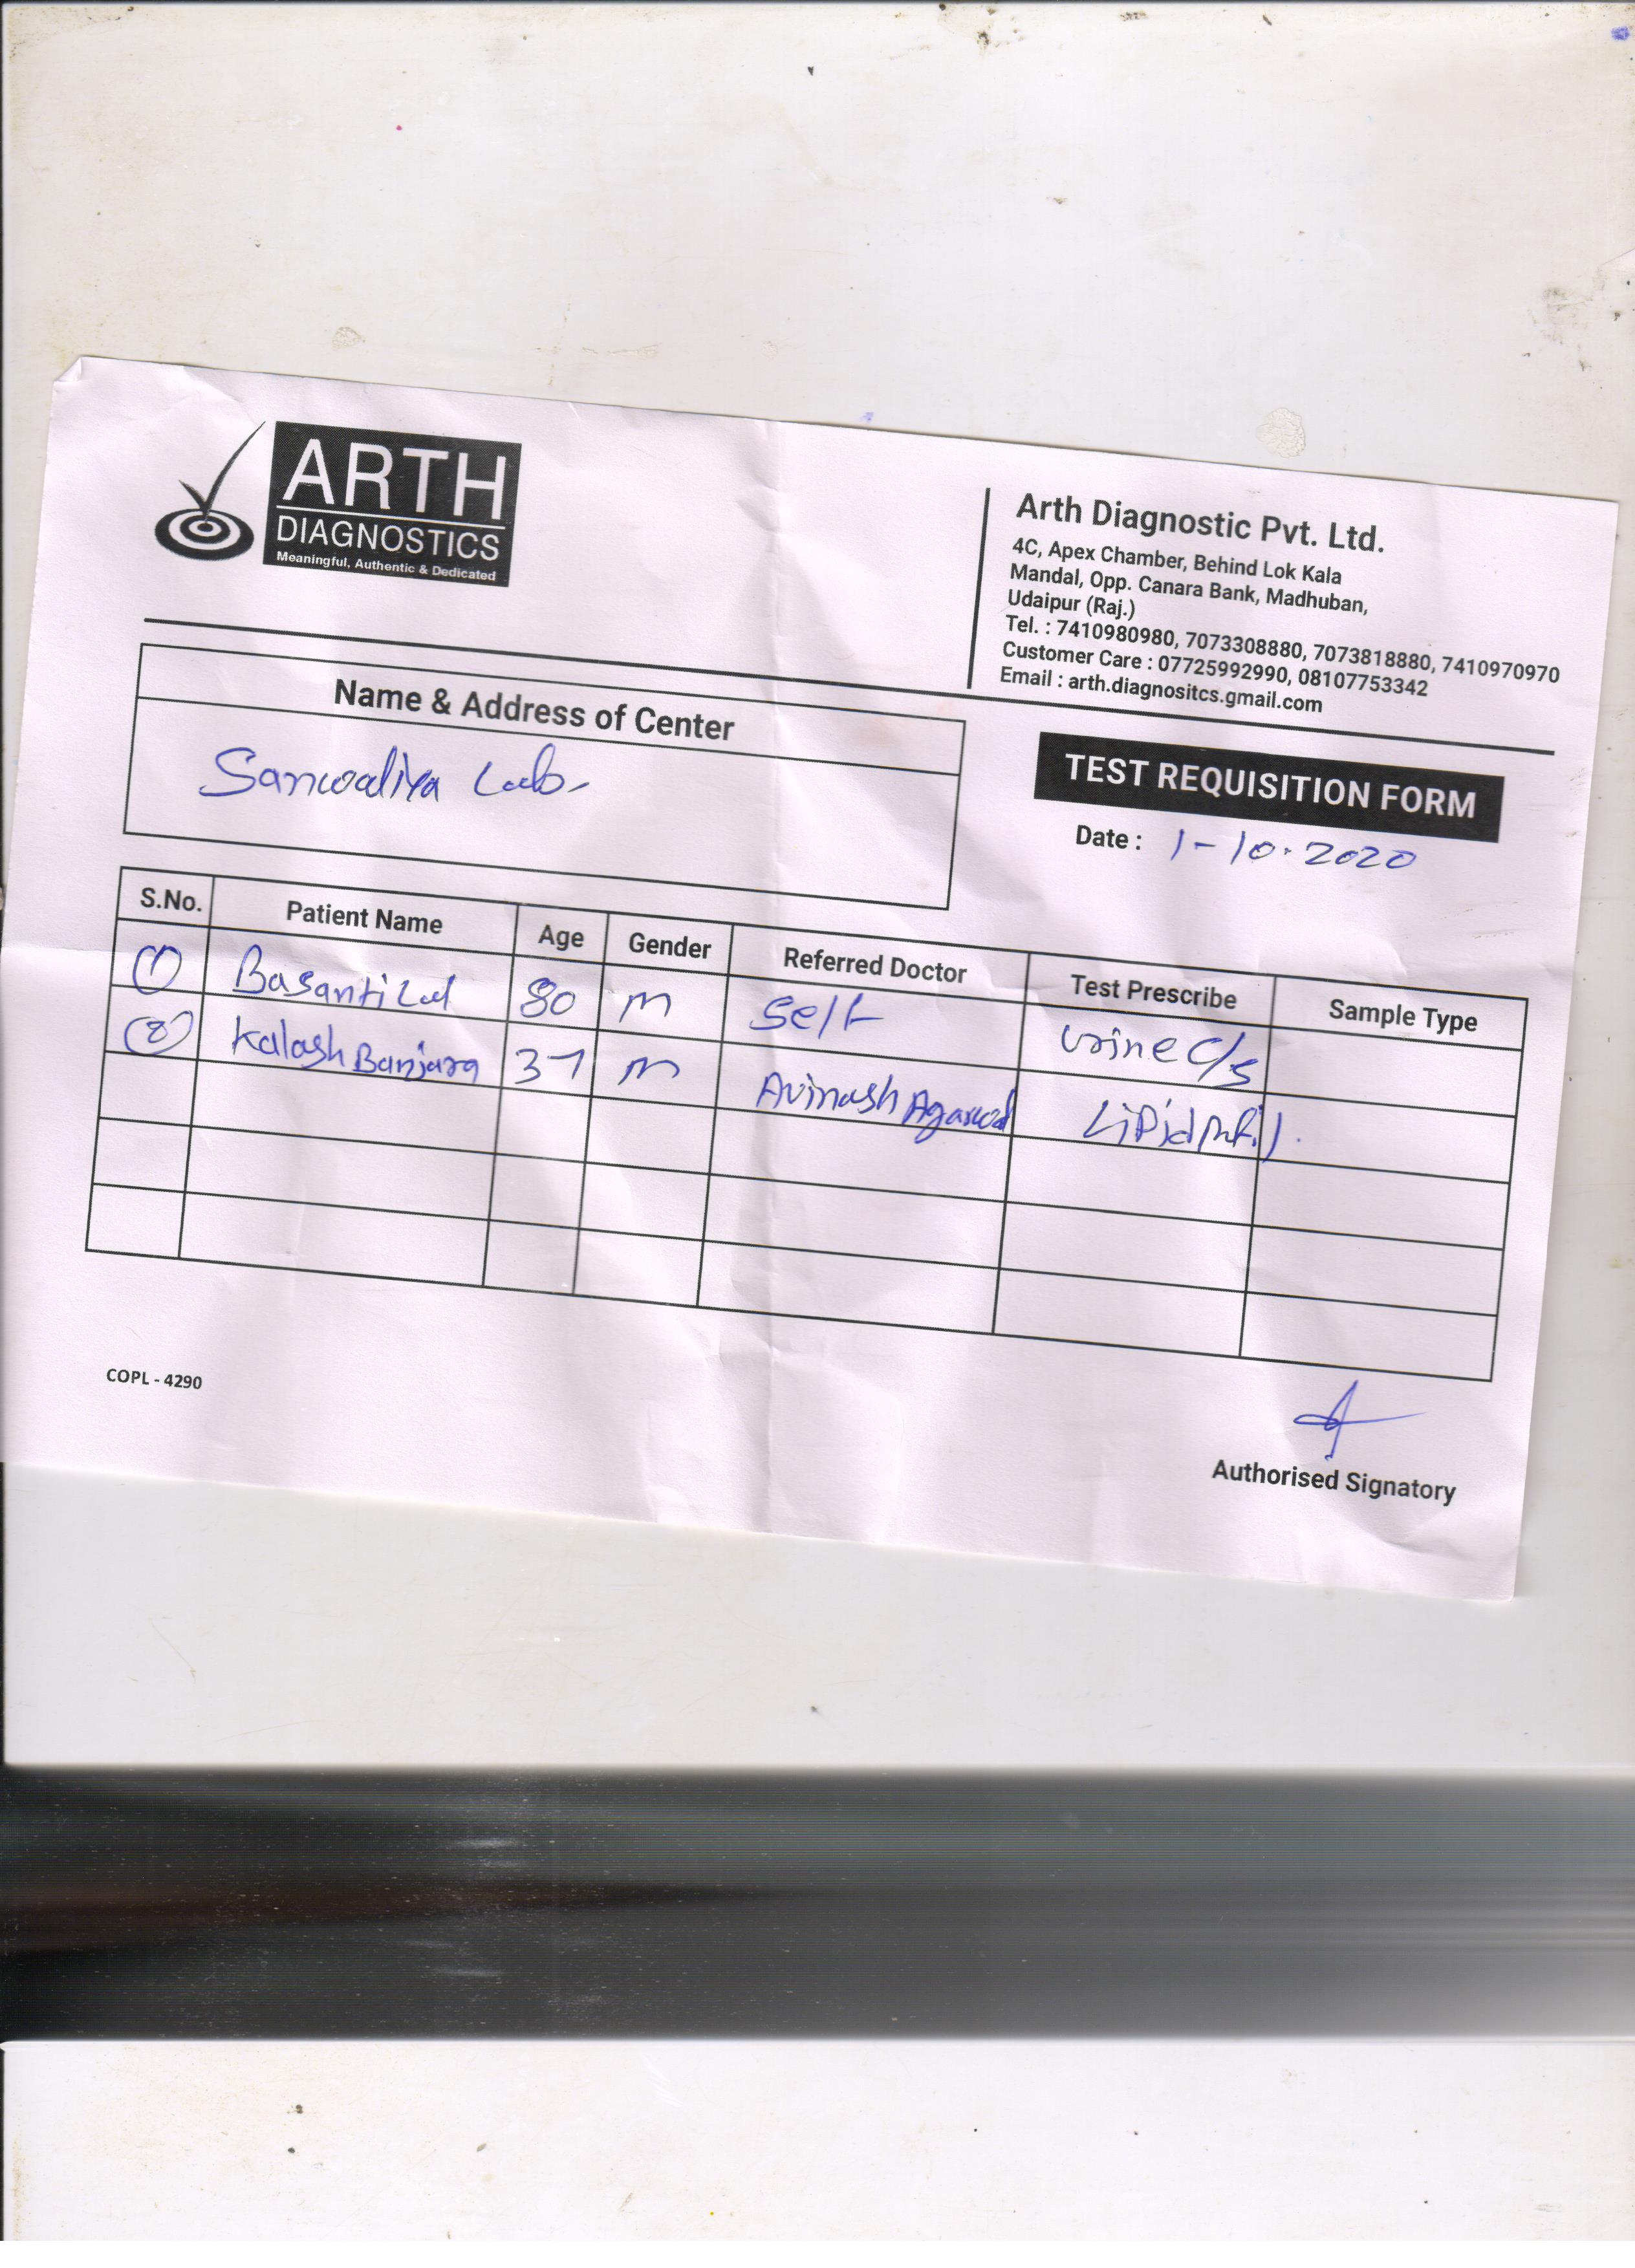 ARTH
DIAGNOSTICS
Meaningful, Authentic & Dedicated
Arth Diagnostic Pvt. Ltd.
4C, Apex Chamber, Behind Lok Kala
Mandal, Opp. Canara Bank, Madhuban,
Udaipur (Raj.)
Tel. : 7410980980, 7073308880, 7073818880, 7410970970
Customer Care : 07725992990, 08107753342
Email : arth.diagnositcs.gmail.com
Name & Address of Center
Sanwaliya Lab-
TEST REQUISITION FORM
Date : 1-10.2020
S.No. Patient Name Age Gender Referred Doctor Test Prescribe Sample Type
1 Basanti Lal 80 m Self Urine C/s
2 Kalash Banjara 37 m Avinash Agarwal Lipid
COPL - 4290
Authorised Signatory